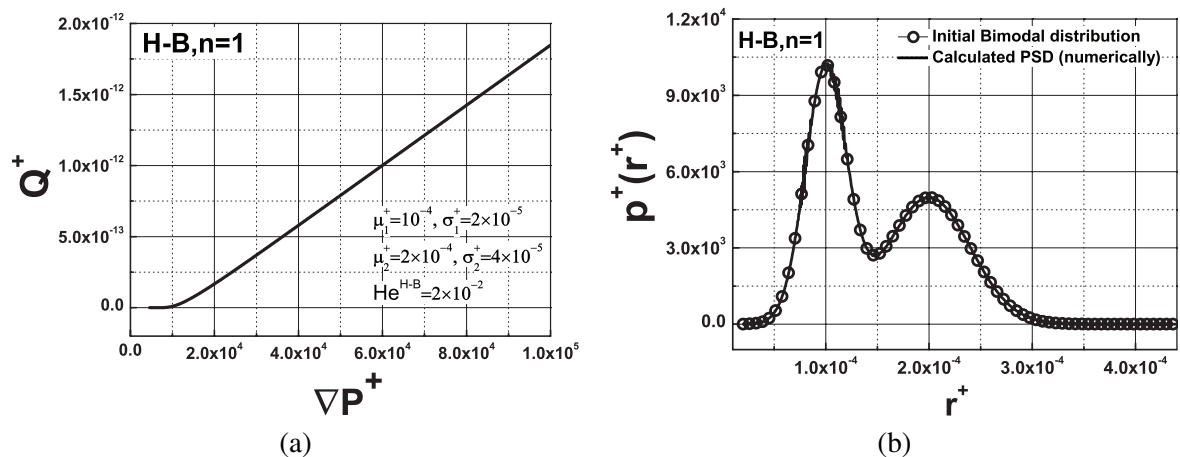 H-B,n=1
Q⁺
2.0x10⁻¹²
1.5x10⁻¹²
1.0x10⁻¹²
5.0x10⁻¹³
0.0
μ₁⁺=10⁻⁴, σ₁⁺=2×10⁻⁵
μ₂⁺=2×10⁻⁴, σ₂⁺=4×10⁻⁵
Heᴴ⁻ᴮ=2×10⁻²
0.0 2.0x10⁴ 4.0x10⁴ 6.0x10⁴ 8.0x10⁴ 1.0x10⁵
∇P⁺
(a)
H-B,n=1
Initial Bimodal distribution
Calculated PSD (numerically)
p⁺(r⁺)
1.2x10⁴
9.0x10³
6.0x10³
3.0x10³
0.0
1.0x10⁻⁴ 2.0x10⁻⁴ 3.0x10⁻⁴ 4.0x10⁻⁴
r⁺
(b)